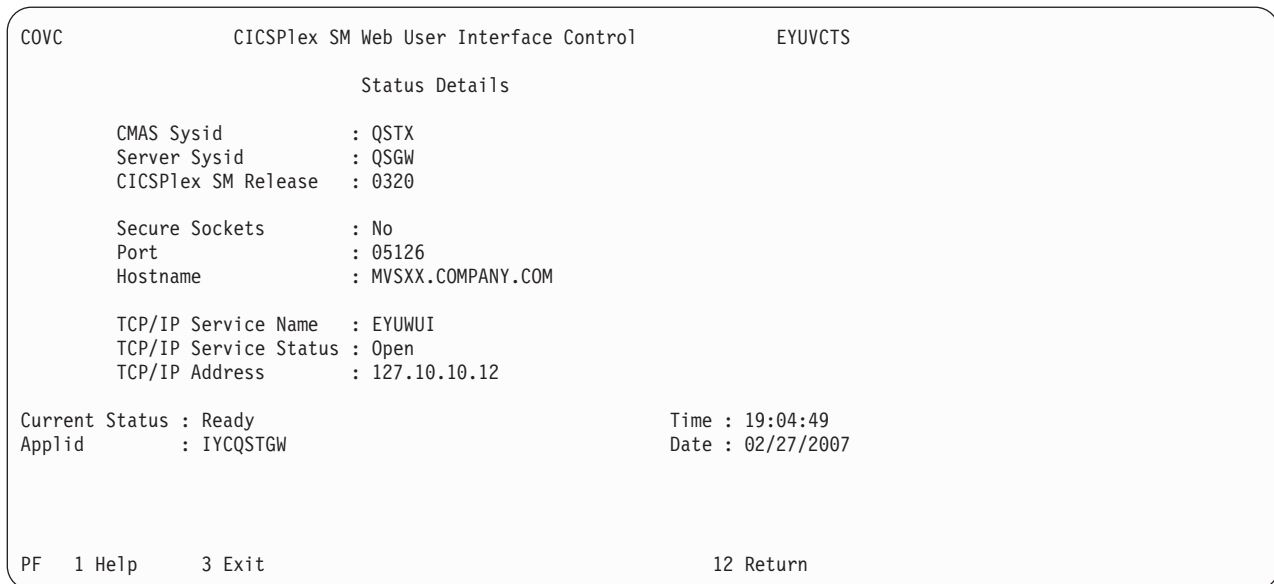 COVC CICSPlex SM Web User Interface Control EYUVCTS
Status Details
CMAS Sysid : QSTX
Server Sysid : QSGW
CICSPlex SM Release : 0320
Secure Sockets : No
Port : 05126
Hostname : MVSXX.COMPANY.COM
TCP/IP Service Name : EYUWUI
TCP/IP Service Status : Open
TCP/IP Address : 127.10.10.12
Current Status : Ready Time : 19:04:49
Applid : IYCQSTGW Date : 02/27/2007
PF 1 Help 3 Exit 12 Return